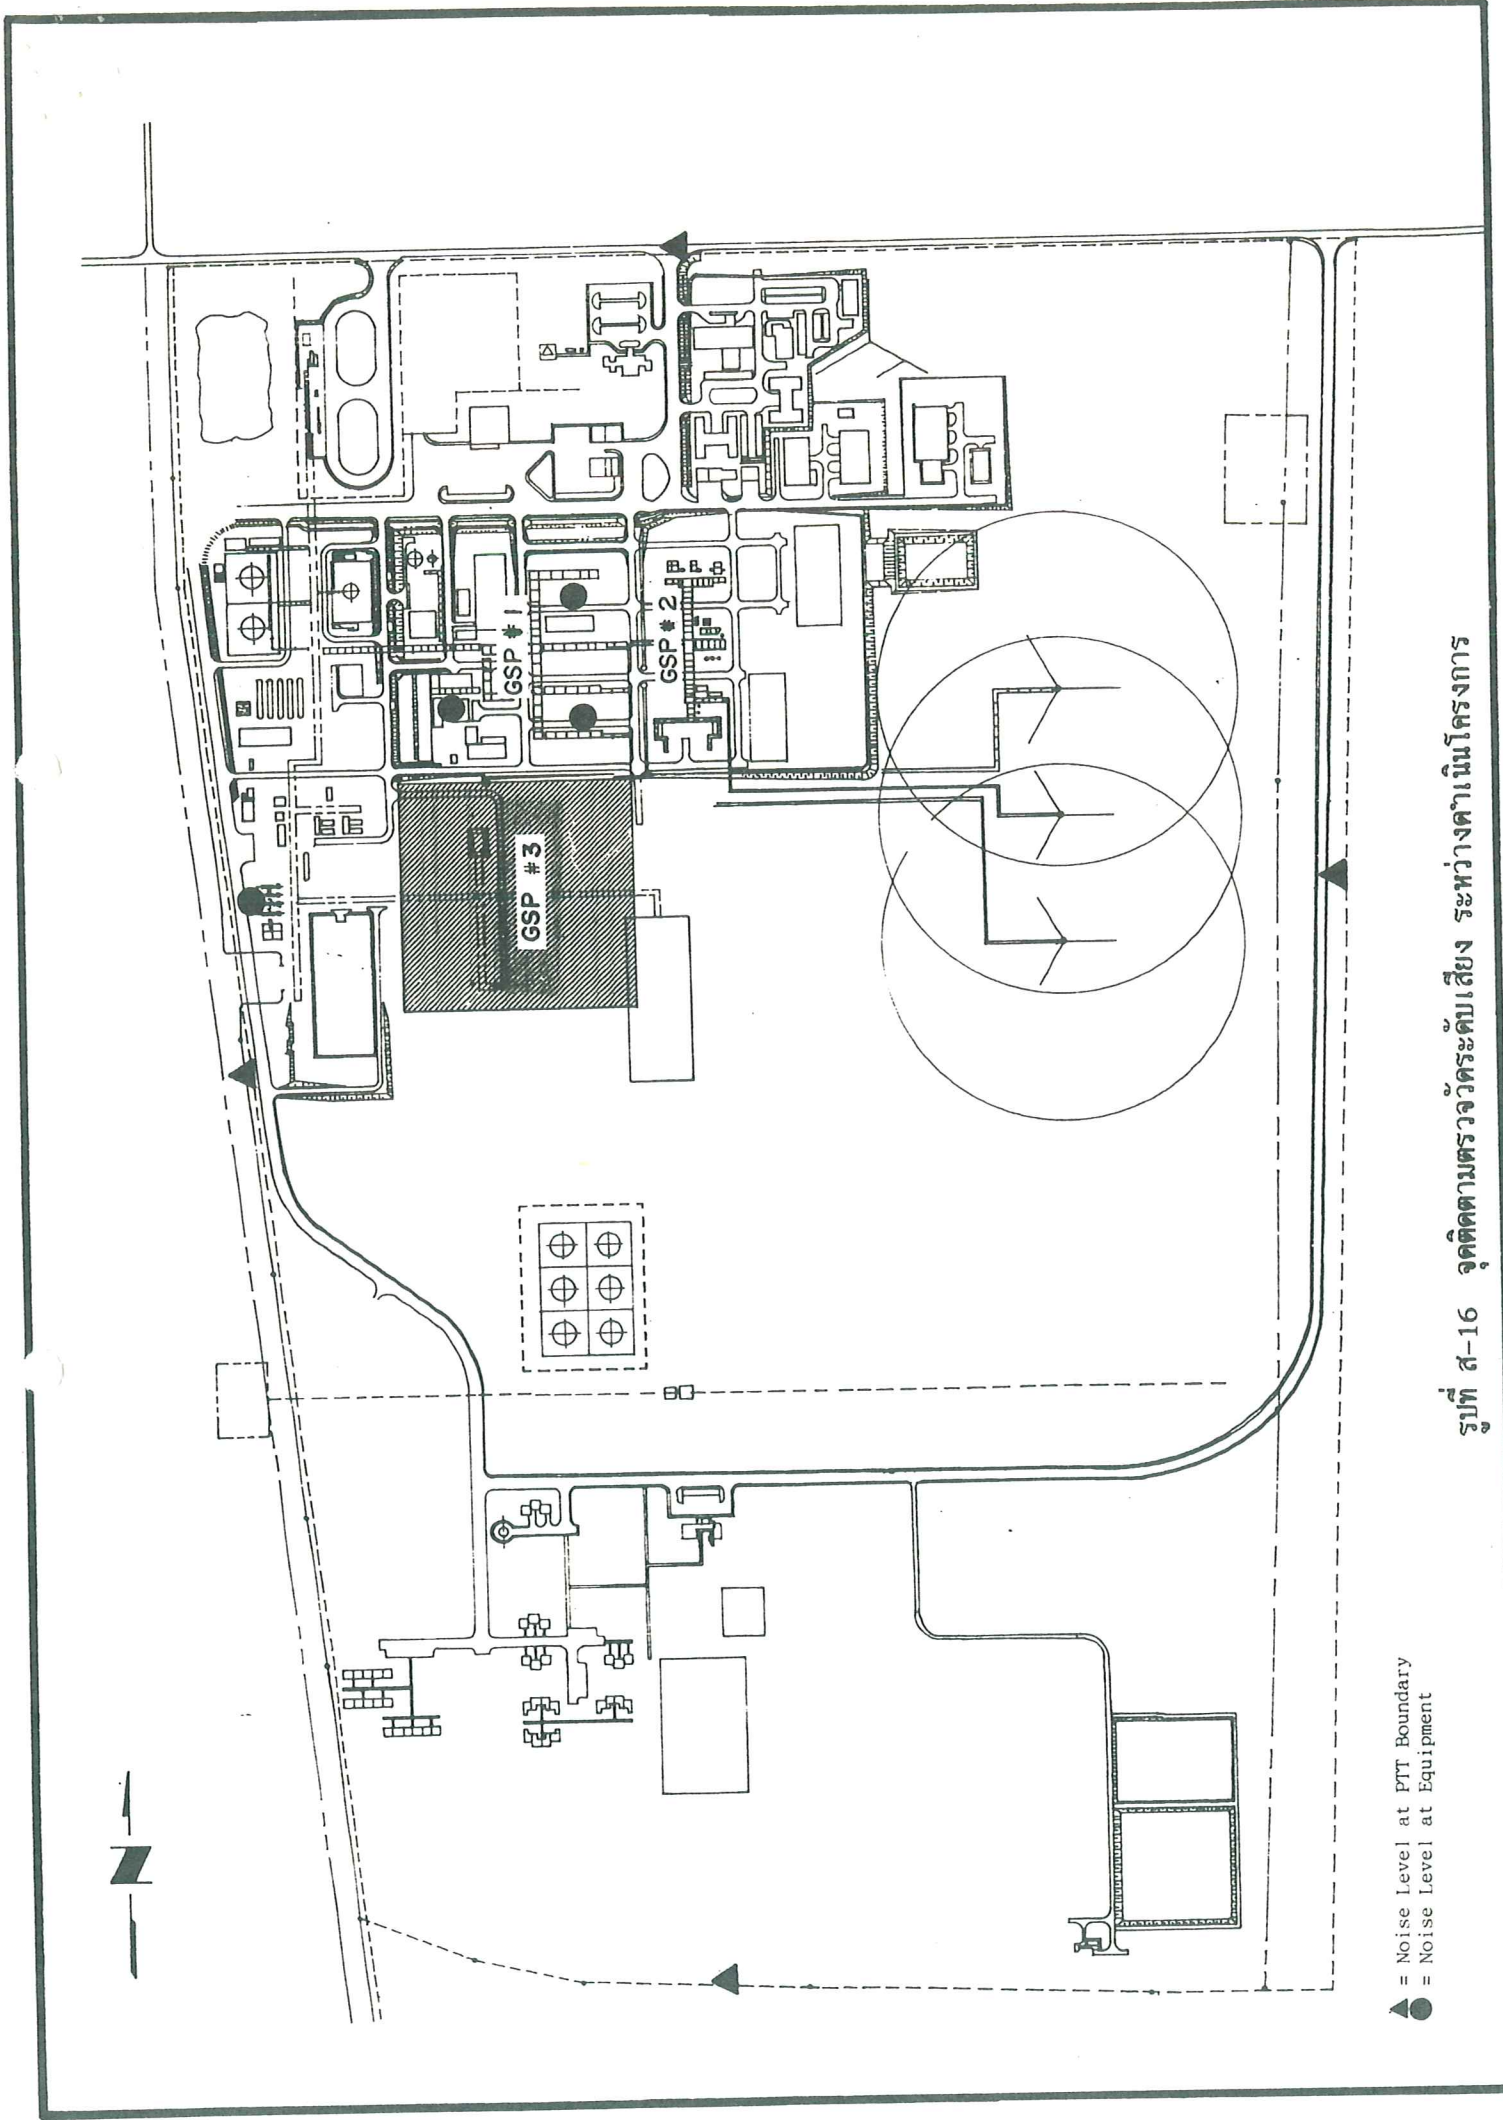 N
GSP # 1
GSP # 2
GSP #3
▲ = Noise Level at PTT Boundary
● = Noise Level at Equipment
รูปที่ ส-16 จุดติดตามตรวจวัดระดับเสียง ระหว่างดำเนินโครงการ